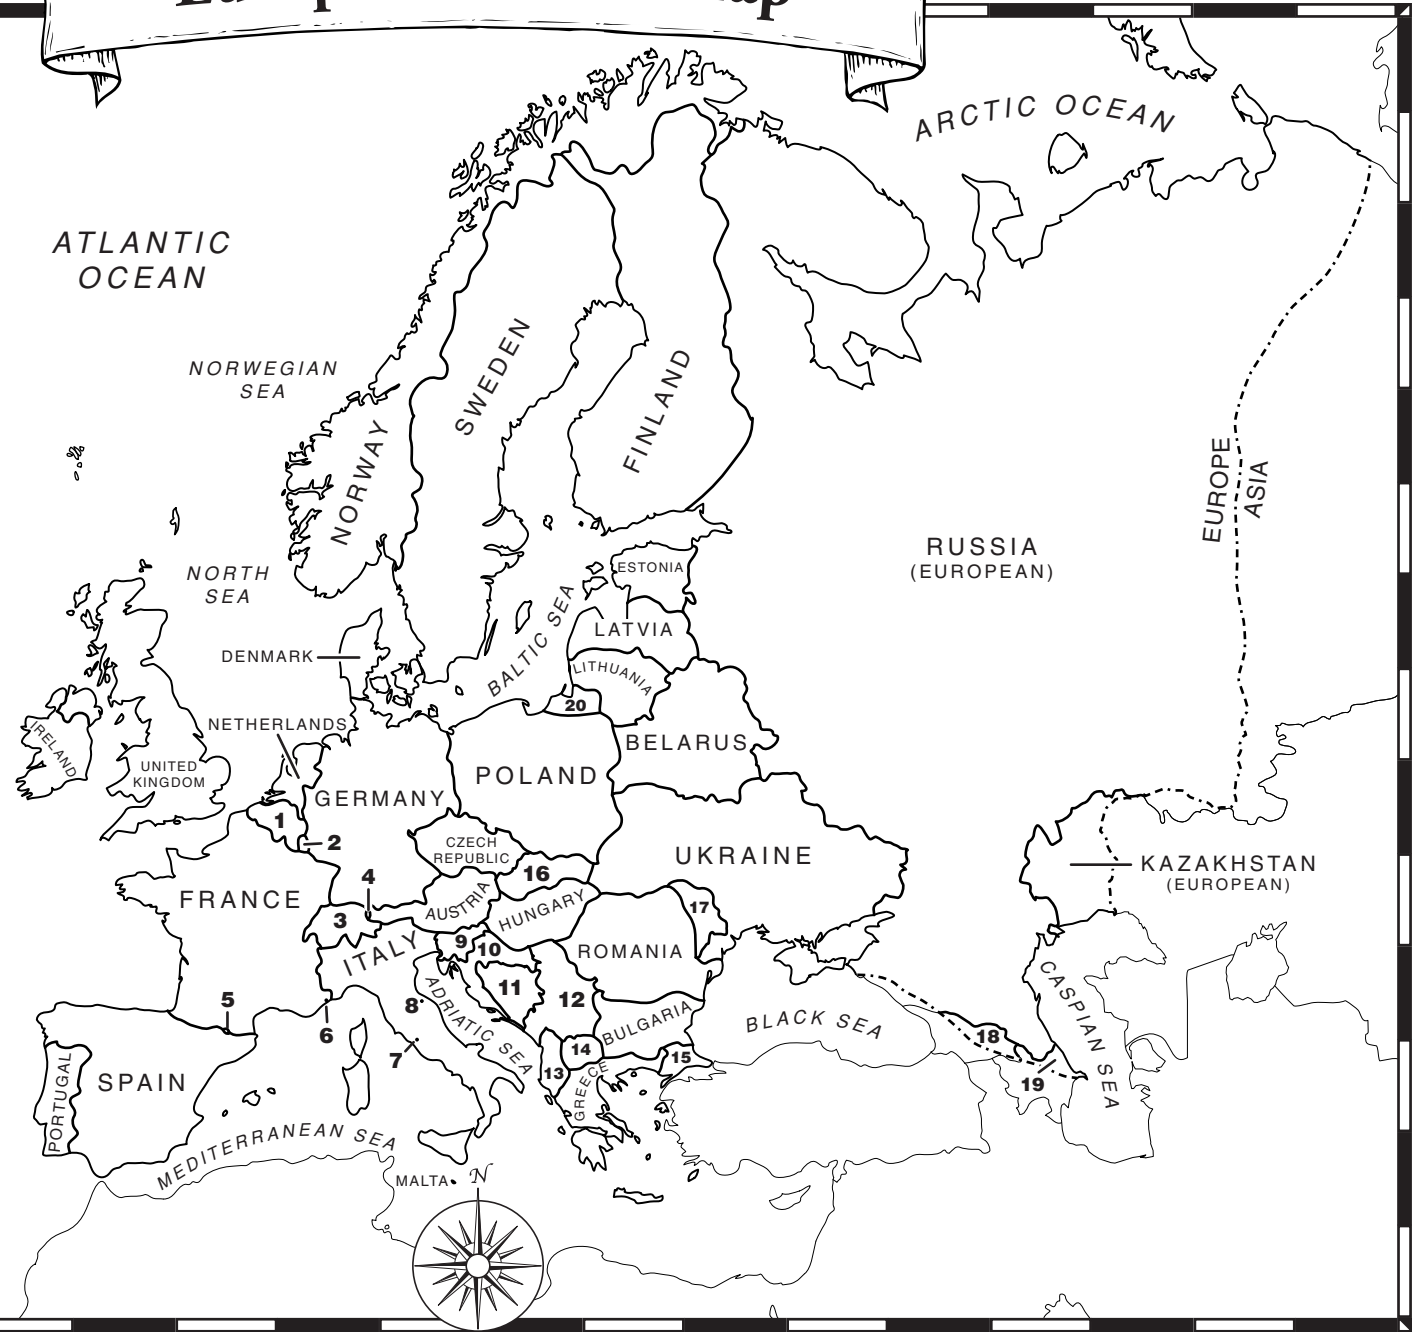 ARCTIC OCEAN
ATLANTIC
OCEAN
NORWEGIAN
SEA
SWEDEN
FINLAND
NORWAY
EUROPE
ASIA
RUSSIA
(EUROPEAN)
NORTH
SEA
ESTONIA
BALTIC SEA
LATVIA
DENMARK
LITHUANIA
20
NETHERLANDS
IRELAND
UNITED
KINGDOM
BELARUS
POLAND
GERMANY
1
2
CZECH
REPUBLIC
UKRAINE
KAZAKHSTAN
(EUROPEAN)
16
4
FRANCE
AUSTRIA
HUNGARY
17
3
ITALY
9
10
ROMANIA
11
12
5
6
8
ADRIATIC SEA
BULGARIA
BLACK SEA
CASPIAN SEA
18
7
14
15
13
19
GREECE
PORTUGAL
SPAIN
MEDITERRANEAN SEA
MALTA
N